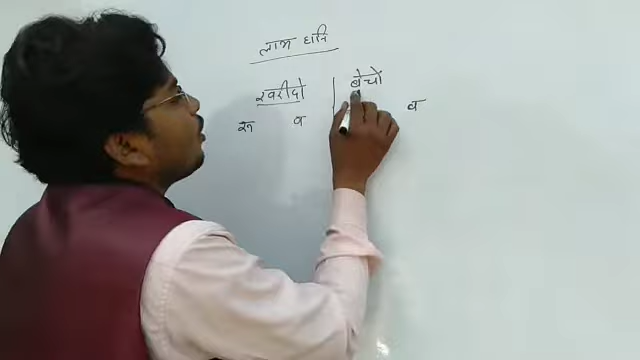 लाभ हानि
खरीदो बेचों
रू व व